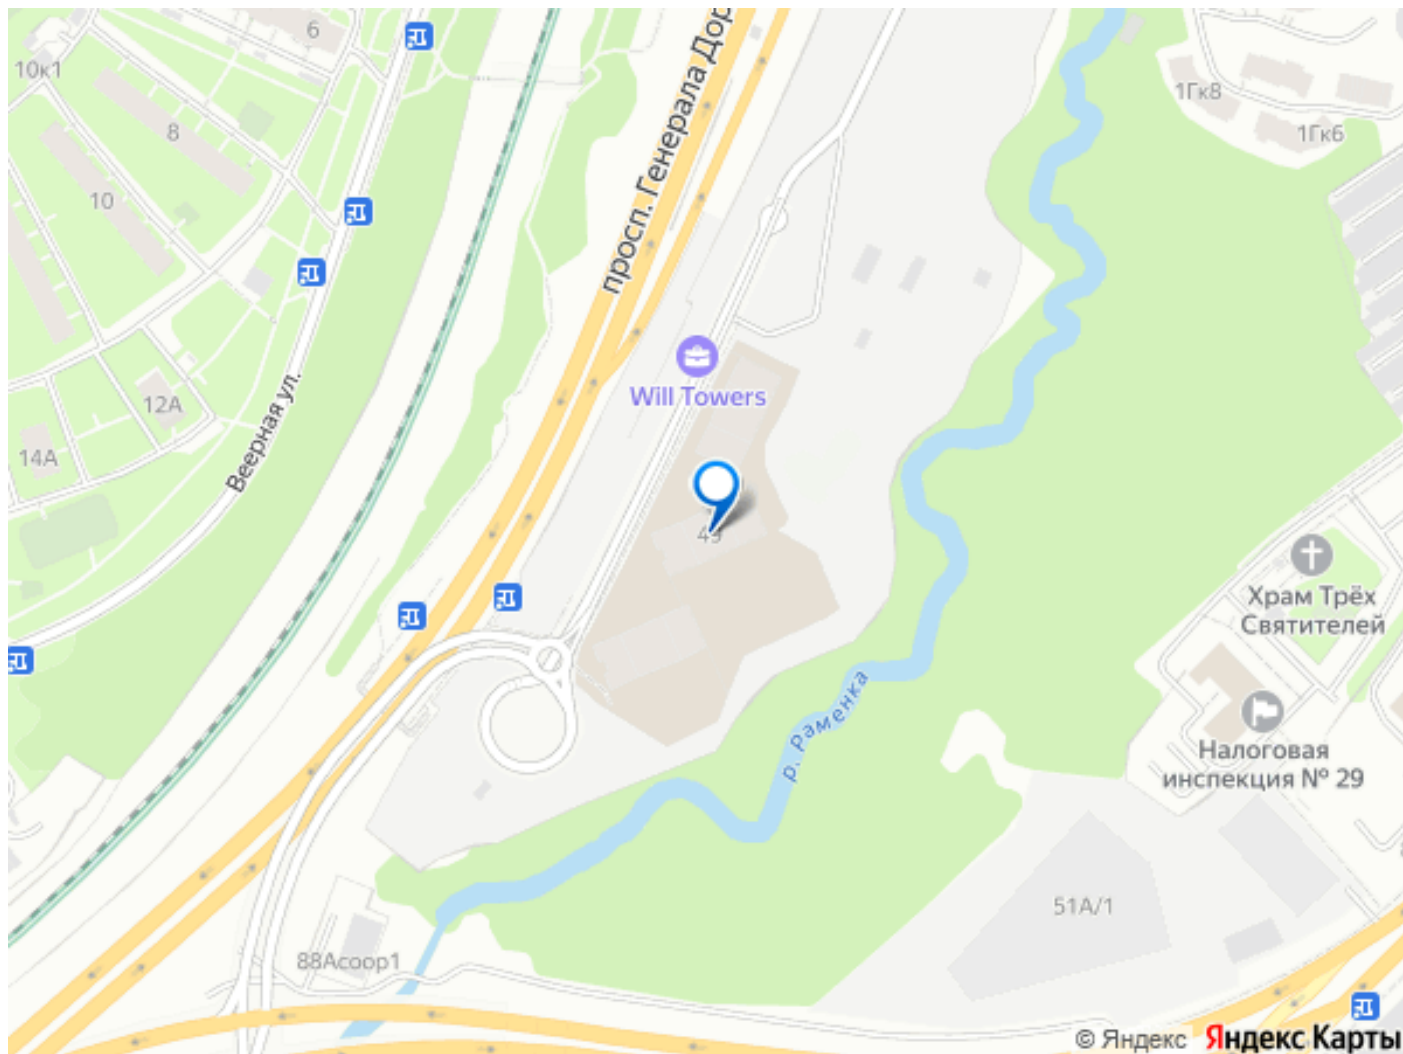 6
10к1
8
1Гк8
1Гк6
10
просп. Генерала Дор
Will Towers
12А
14А
Веерная ул.
Храм Трёх
Святителей
р. Раменка
Налоговая
инспекция № 29
51А/1
88Асоор1
© Яндекс Яндекс Карты